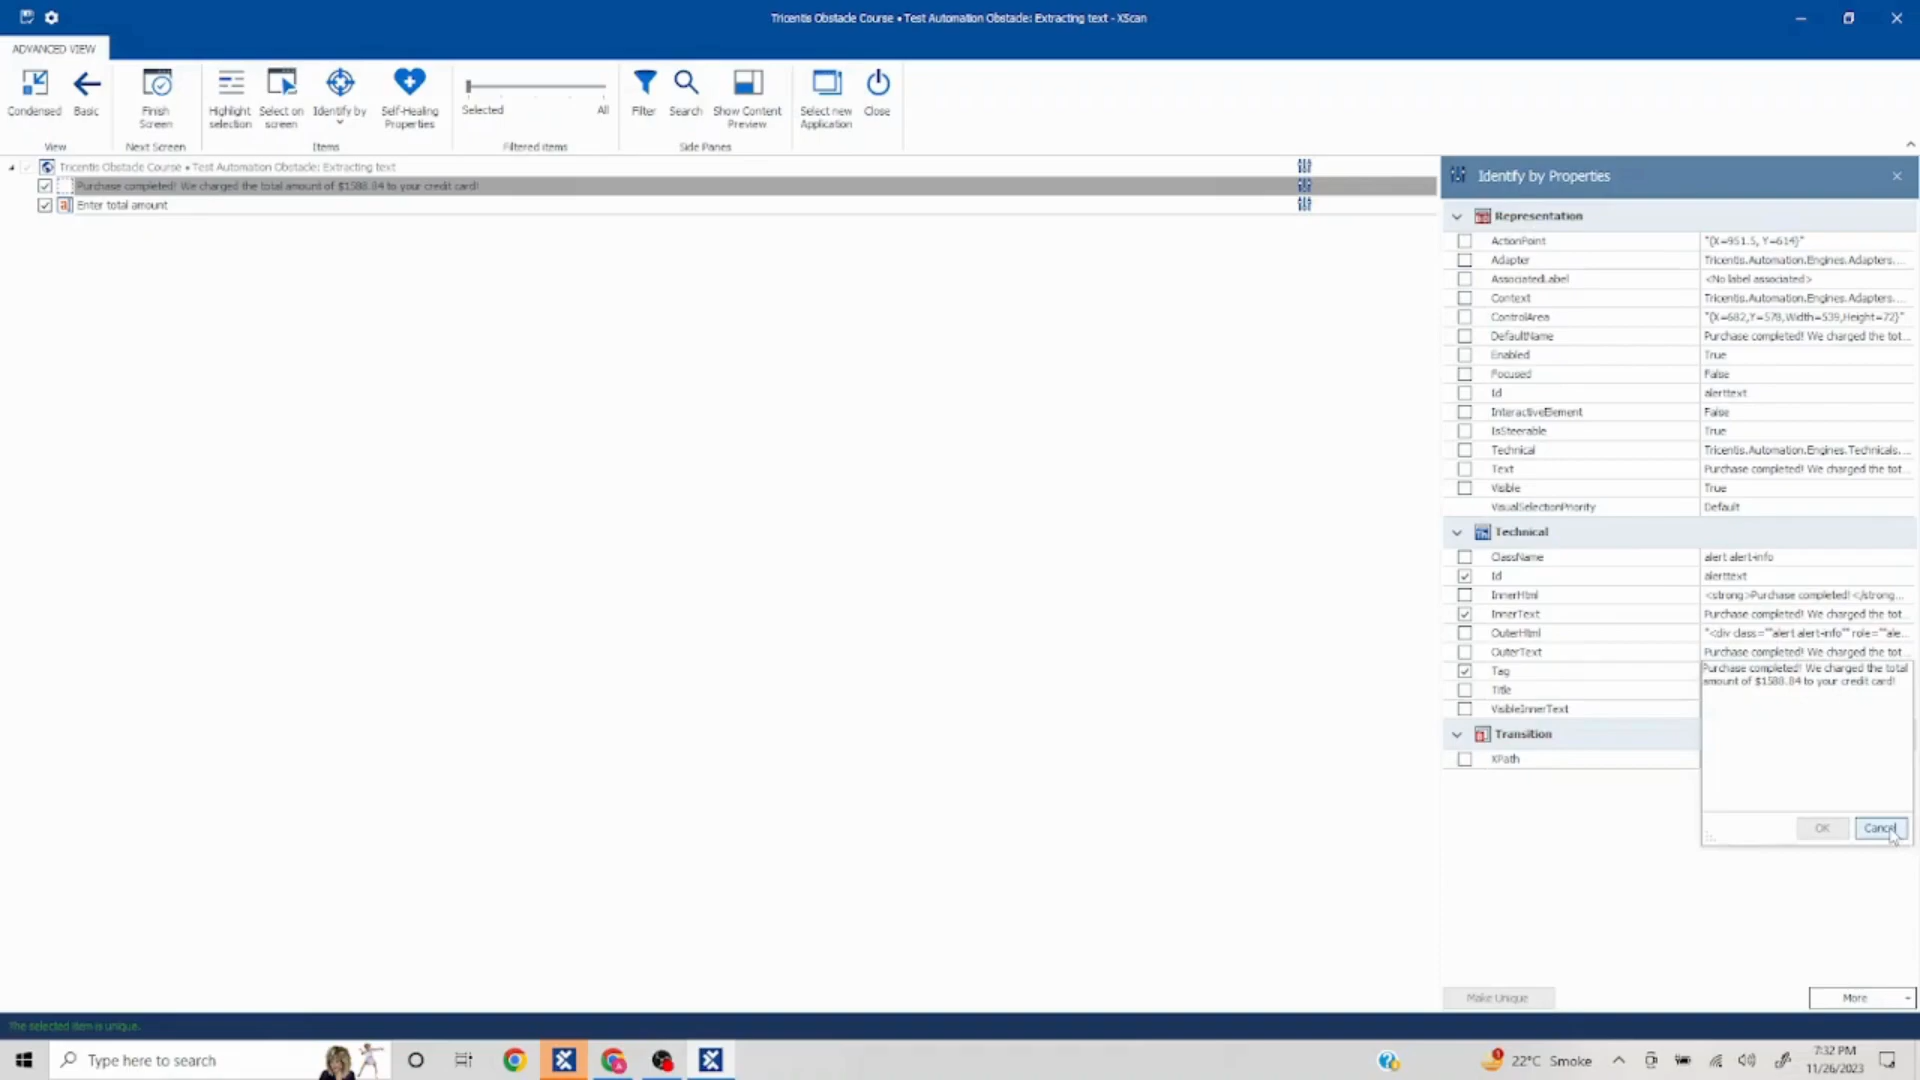 Tricentis Obstacle Course • Test Automation Obstacle: Extracting text - XScan
ADVANCED VIEW
Condensed
Basic
Finish Screen
Highlight selection
Select on screen
Identify by
Self-Healing Properties
Selected
All
Filter
Search
Show Content Preview
Select new Application
Close
View
Next Screen
Items
Filtered items
Side Panes
Tricentis Obstacle Course • Test Automation Obstacle: Extracting text
Purchase completed! We charged the total amount of $1588.84 to your credit card!
Enter total amount
Identify by Properties
Representation
ActionPoint "{X=951.5, Y=614}"
Adapter Tricentis.Automation.Engines.Adapters....
AssociatedLabel <No label associated>
Context Tricentis.Automation.Engines.Adapters....
ControlArea "{X=682,Y=578,Width=539,Height=72}"
DefaultName Purchase completed! We charged the tot...
Enabled True
Focused False
Id alerttext
InteractiveElement False
IsSteerable True
Technical Tricentis.Automation.Engines.Technicals....
Text Purchase completed! We charged the tot...
Visible True
VisualSelectionPriority Default
Technical
ClassName alert alert-info
Id alerttext
InnerHtml <strong>Purchase completed! </strong...
InnerText Purchase completed! We charged the tot...
OuterHtml "<div class=""alert alert-info"" role=""ale...
OuterText Purchase completed! We charged the tot...
Tag
Title
VisibleInnerText
Purchase completed! We charged the total
amount of $1588.84 to your credit card!
Transition
XPath
OK
Cancel
Make Unique
More
The selected item is unique.
Type here to search
22°C Smoke
7:32 PM
11/26/2023